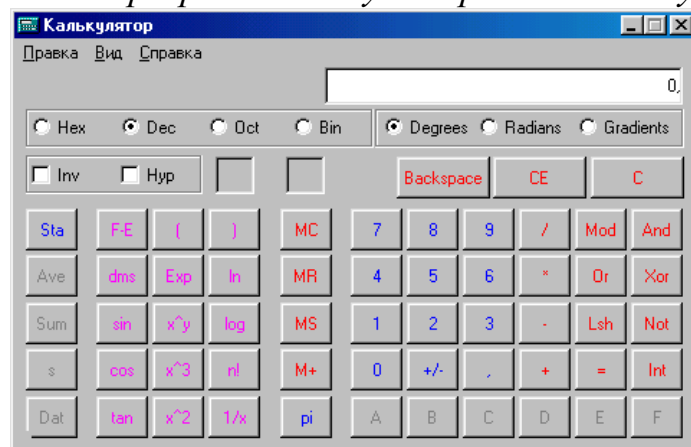 Калькулятор
Правка Вид Справка
0,
Hex Dec Oct Bin Degrees Radians Gradients
Inv Hyp Backspace CE C
Sta F-E ( ) MC 7 8 9 / Mod And
Ave dms Exp ln MR 4 5 6 * Or Xor
Sum sin x^y log MS 1 2 3 - Lsh Not
s cos x^3 n! M+ 0 +/- , + = Int
Dat tan x^2 1/x pi A B C D E F